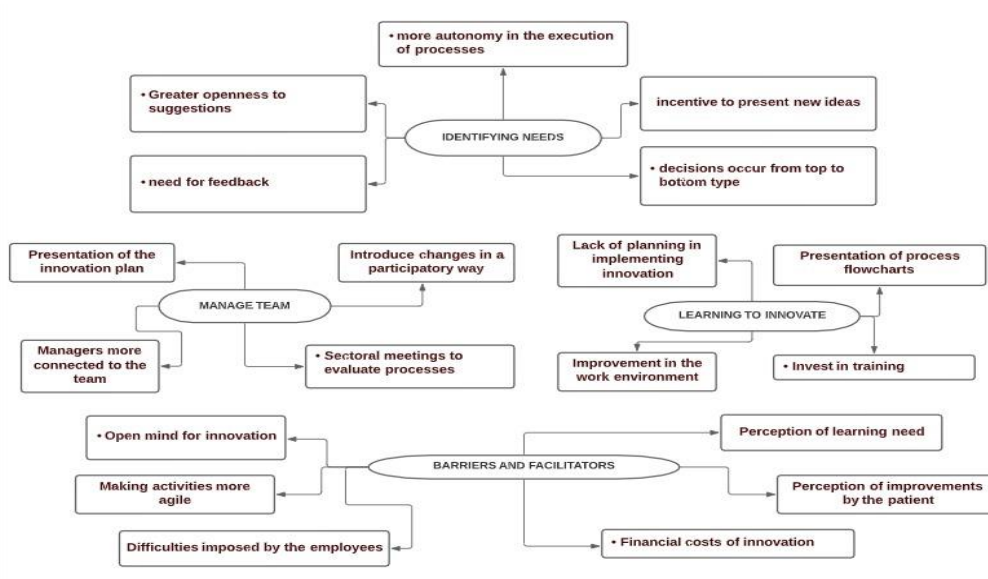 • more autonomy in the execution
of processes
• Greater openness to
suggestions
incentive to present new ideas
IDENTIFYING NEEDS
• need for feedback
• decisions occur from top to
bottom type
Presentation of the
innovation plan
Introduce changes in a
participatory way
MANAGE TEAM
Managers more
connected to the
team
• Sectoral meetings to
evaluate processes
Lack of planning in
implementing
innovation
Presentation of process
flowcharts
LEARNING TO INNOVATE
Improvement in the
work environment
• Invest in training
• Open mind for innovation
Perception of learning need
BARRIERS AND FACILITATORS
Making activities more
agile
Perception of improvements
by the patient
Difficulties imposed by the employees
• Financial costs of innovation